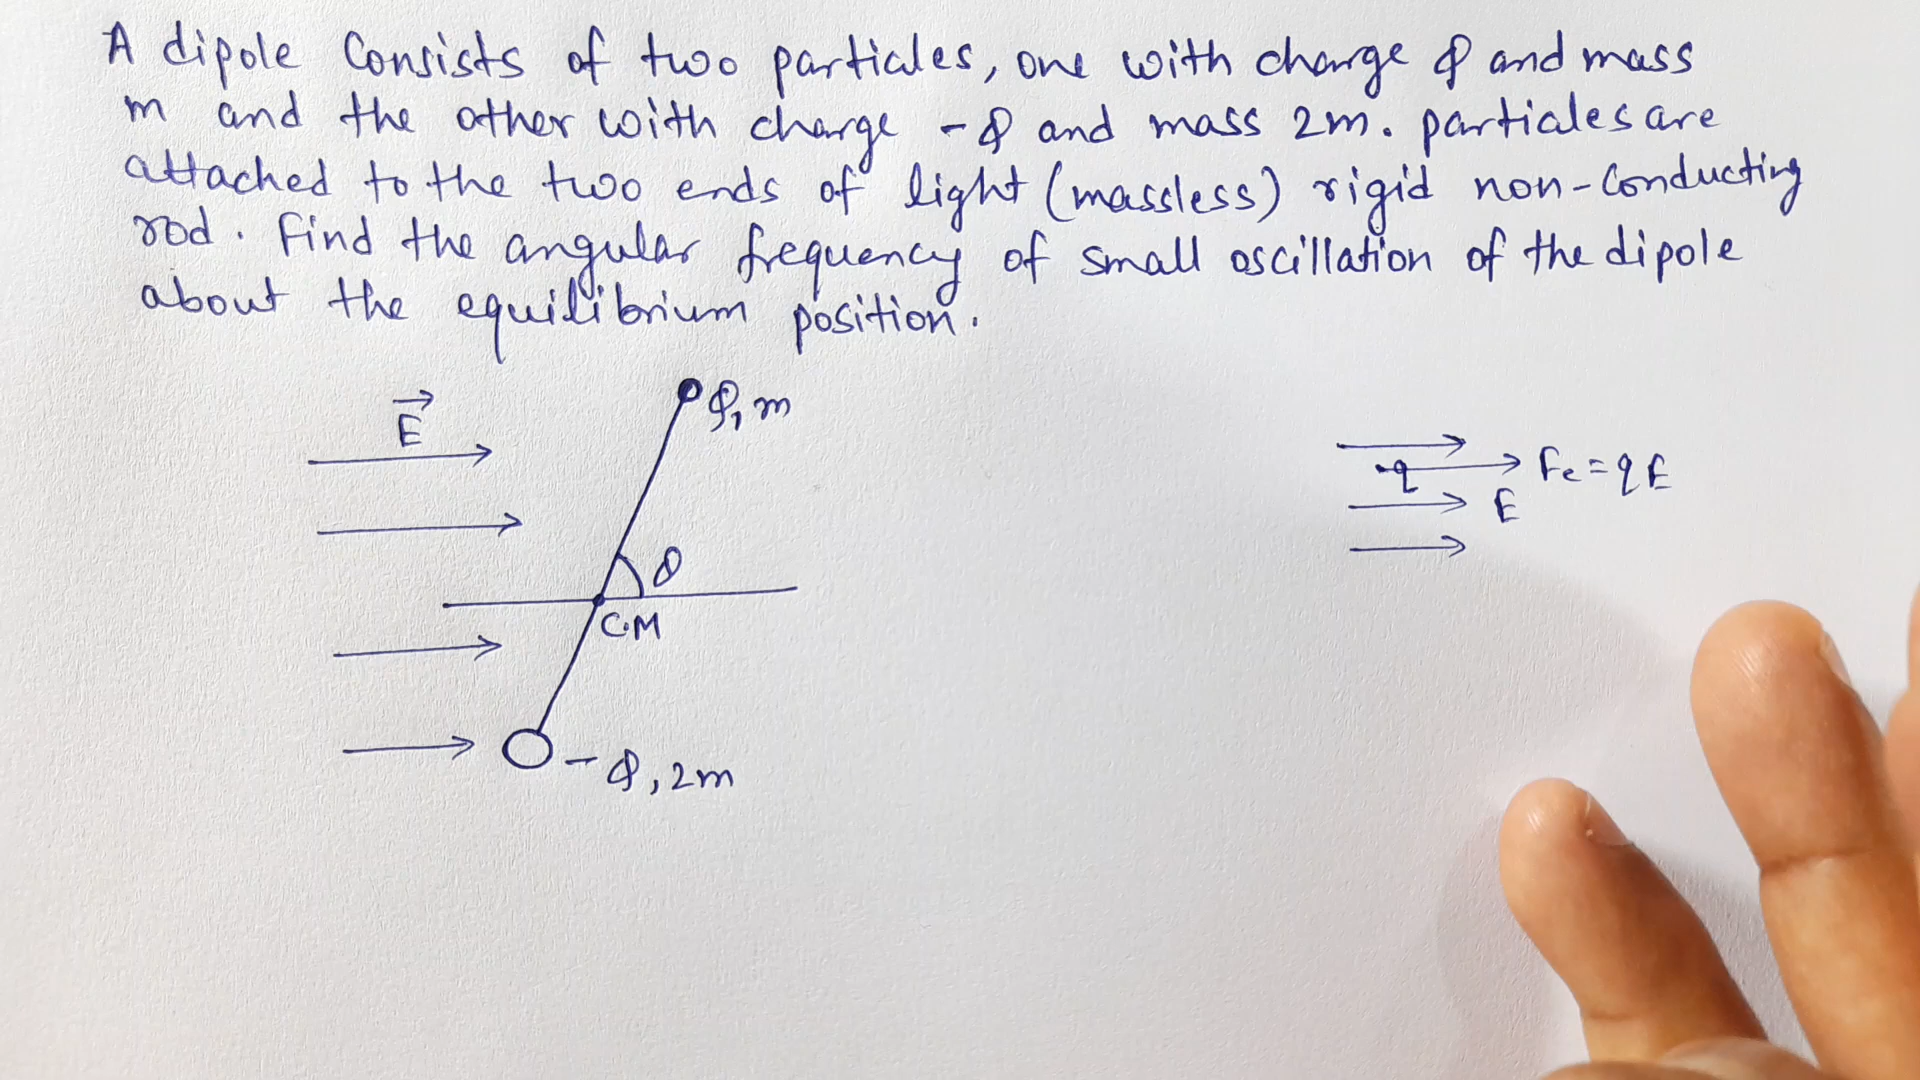 A dipole Consists of two particles, one with charge Q and mass
m and the other with charge -Q and mass 2m. particles are
attached to the two ends of light (massless) rigid non-Conducting
rod. Find the angular frequency of small oscillation of the dipole
about the equilibrium position.
E
Q, m
q
Fe = qE
E
θ
C.M
-Q, 2m